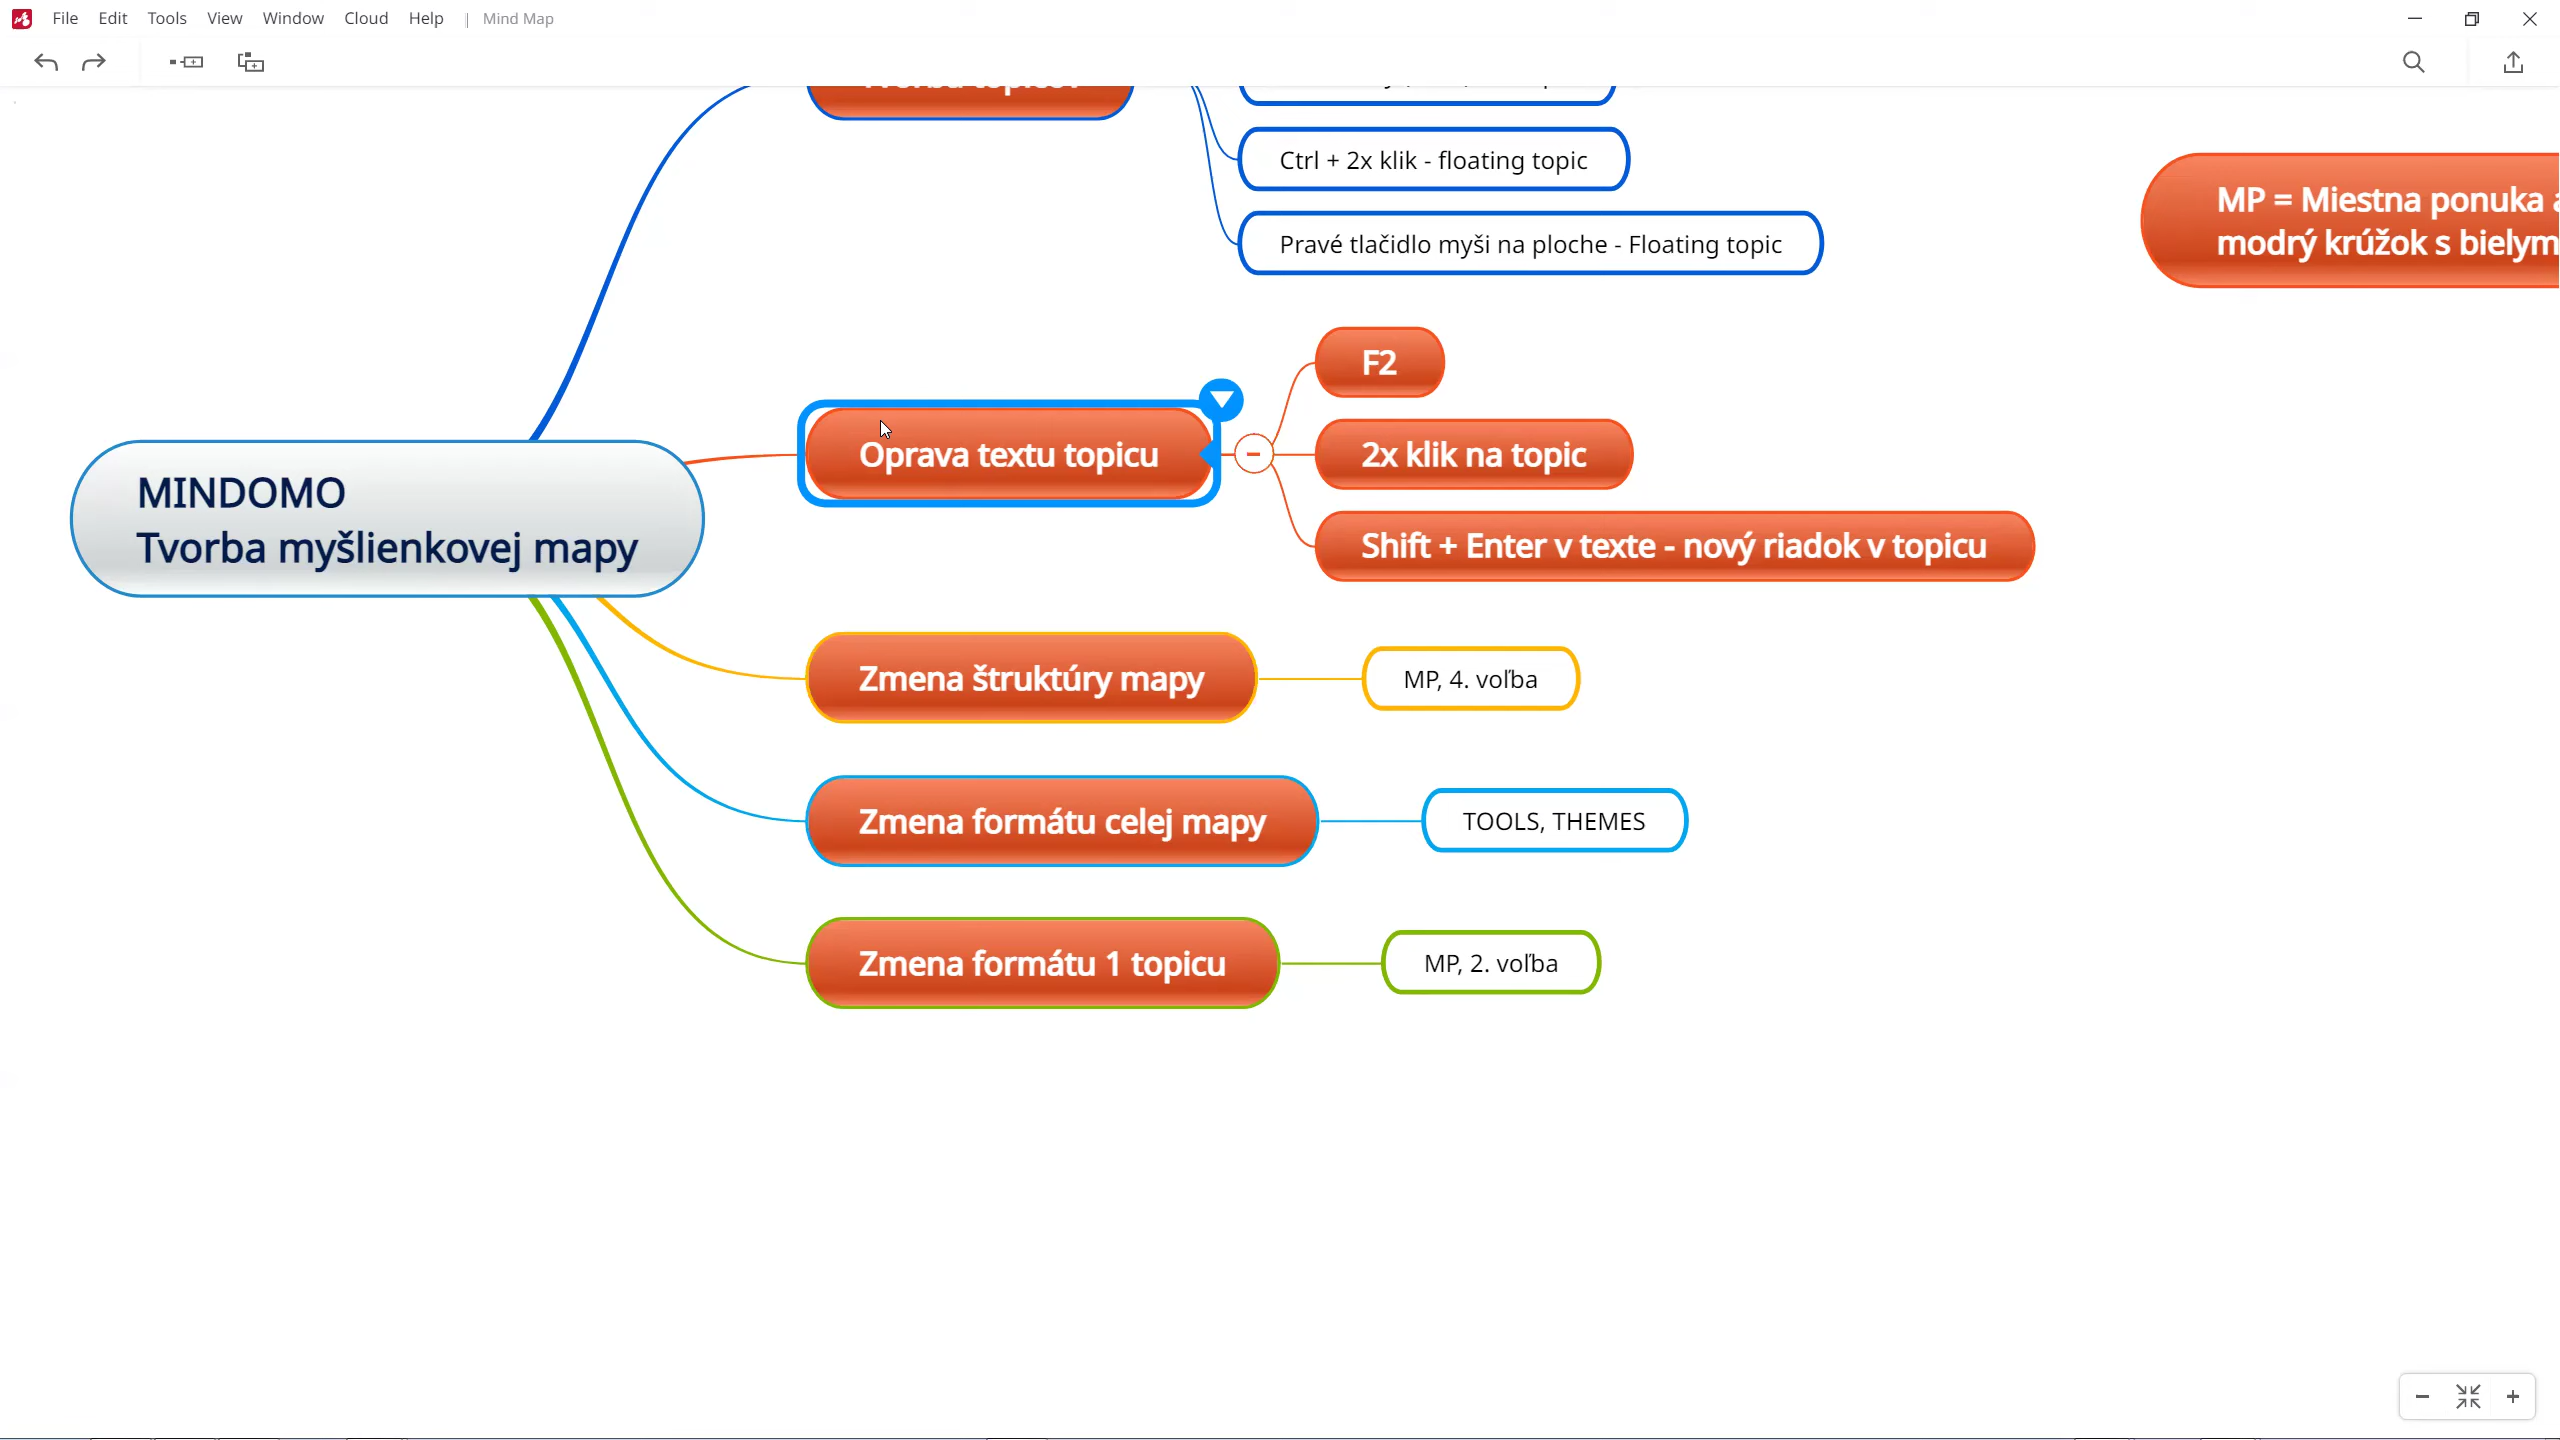 File Edit Tools View Window Cloud Help | Mind Map
Ctrl + 2x klik - floating topic
Pravé tlačidlo myši na ploche - Floating topic
MP = Miestna ponuka
modrý krúžok s bielym
F2
Oprava textu topicu
2x klik na topic
Shift + Enter v texte - nový riadok v topicu
MINDOMO
Tvorba myšlienkovej mapy
Zmena štruktúry mapy
MP, 4. voľba
Zmena formátu celej mapy
TOOLS, THEMES
Zmena formátu 1 topicu
MP, 2. voľba